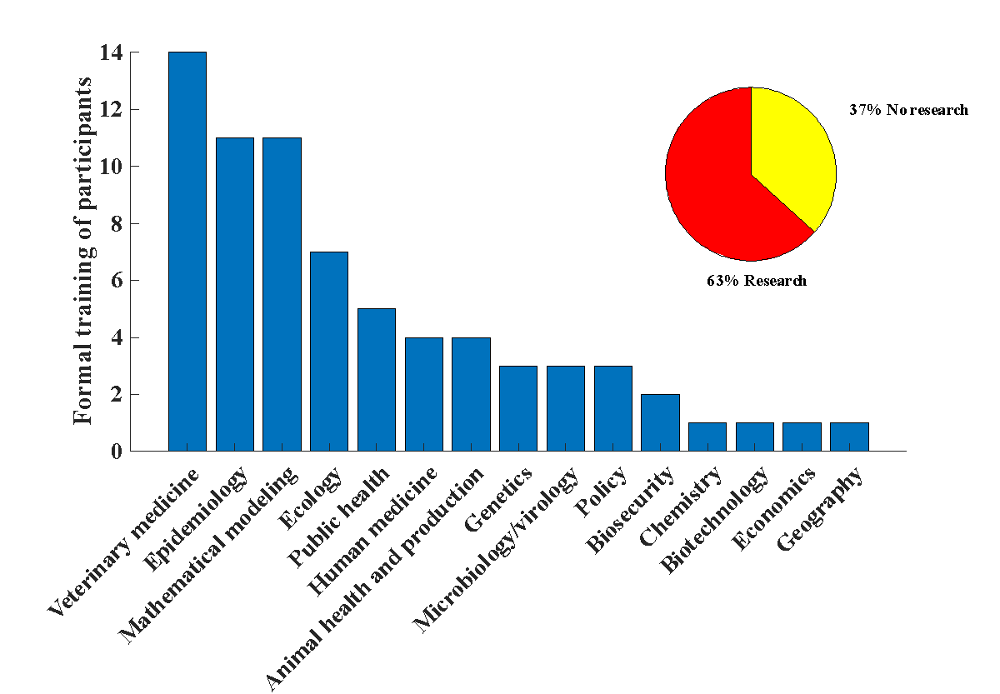 Formal training of participants
14
12
10
8
6
4
2
0
Veterinary medicine
Epidemiology
Mathematical modeling
Ecology
Public health
Human medicine
Animal health and production
Genetics
Microbiology/virology
Policy
Biosecurity
Chemistry
Biotechnology
Economics
Geography
37% No research
63% Research